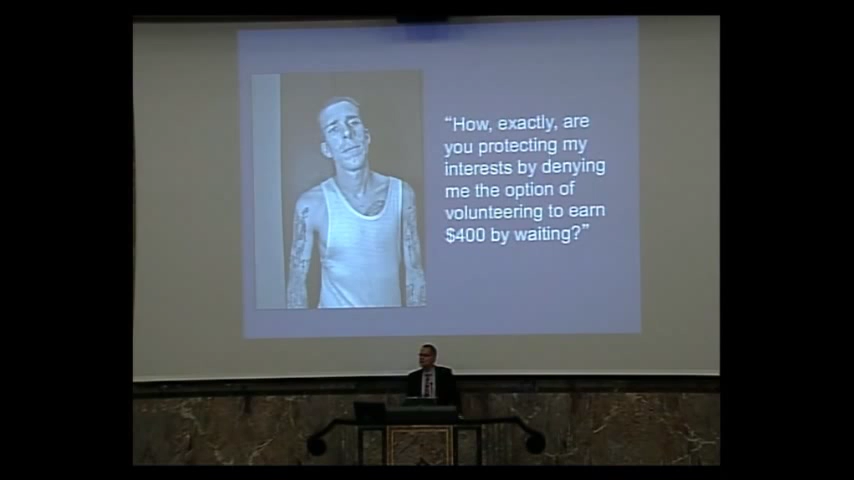 “How, exactly, are
you protecting my
interests by denying
me the option of
volunteering to earn
$400 by waiting?”